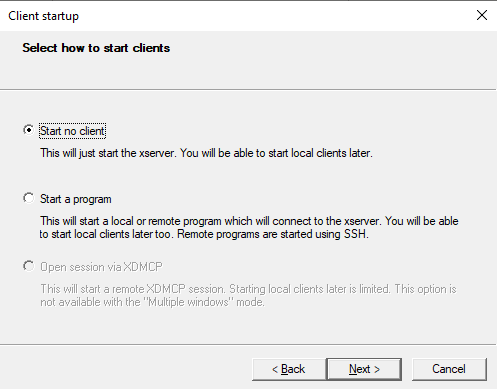 Client startup
Select how to start clients
Start no client
This will just start the xserver. You will be able to start local clients later.
Start a program
This will start a local or remote program which will connect to the xserver. You will be able
to start local clients later too. Remote programs are started using SSH.
Open session via XDMCP
This will start a remote XDMCP session. Starting local clients later is limited. This option is
not available with the "Multiple windows" mode.
< Back
Next >
Cancel